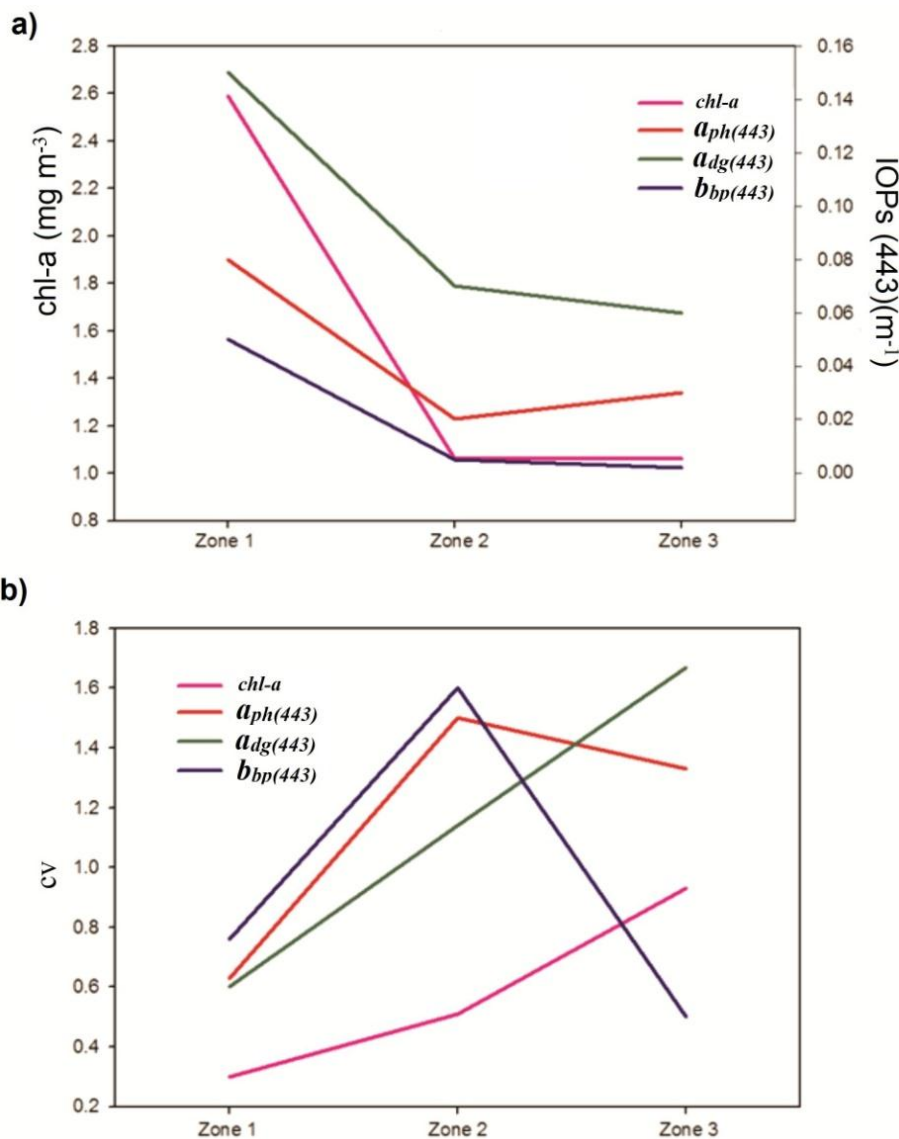 a)
2.8
2.6
2.4
2.2
2.0
1.8
1.6
1.4
1.2
1.0
0.8
chl-a (mg m-3)
chl-a
aph(443)
adg(443)
bbp(443)
0.16
0.14
0.12
0.10
0.08
0.06
0.04
0.02
0.00
IOPs (443)(m-1)
Zone 1 Zone 2 Zone 3
b)
1.8
1.6
1.4
1.2
1.0
0.8
0.6
0.4
0.2
cv
chl-a
aph(443)
adg(443)
bbp(443)
Zone 1 Zone 2 Zone 3